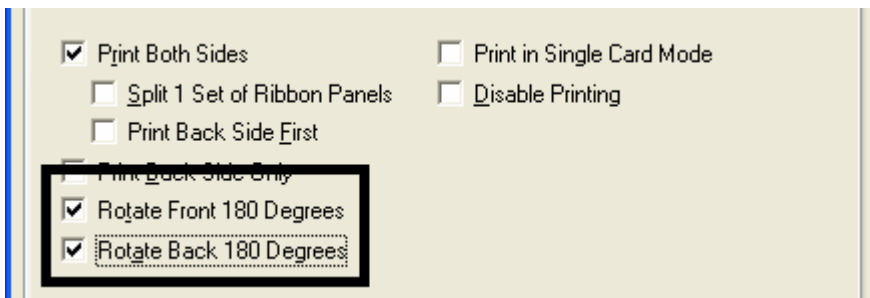 Print Both Sides
Split 1 Set of Ribbon Panels
Print Back Side First
Print Back Side Only
Rotate Front 180 Degrees
Rotate Back 180 Degrees
Print in Single Card Mode
Disable Printing